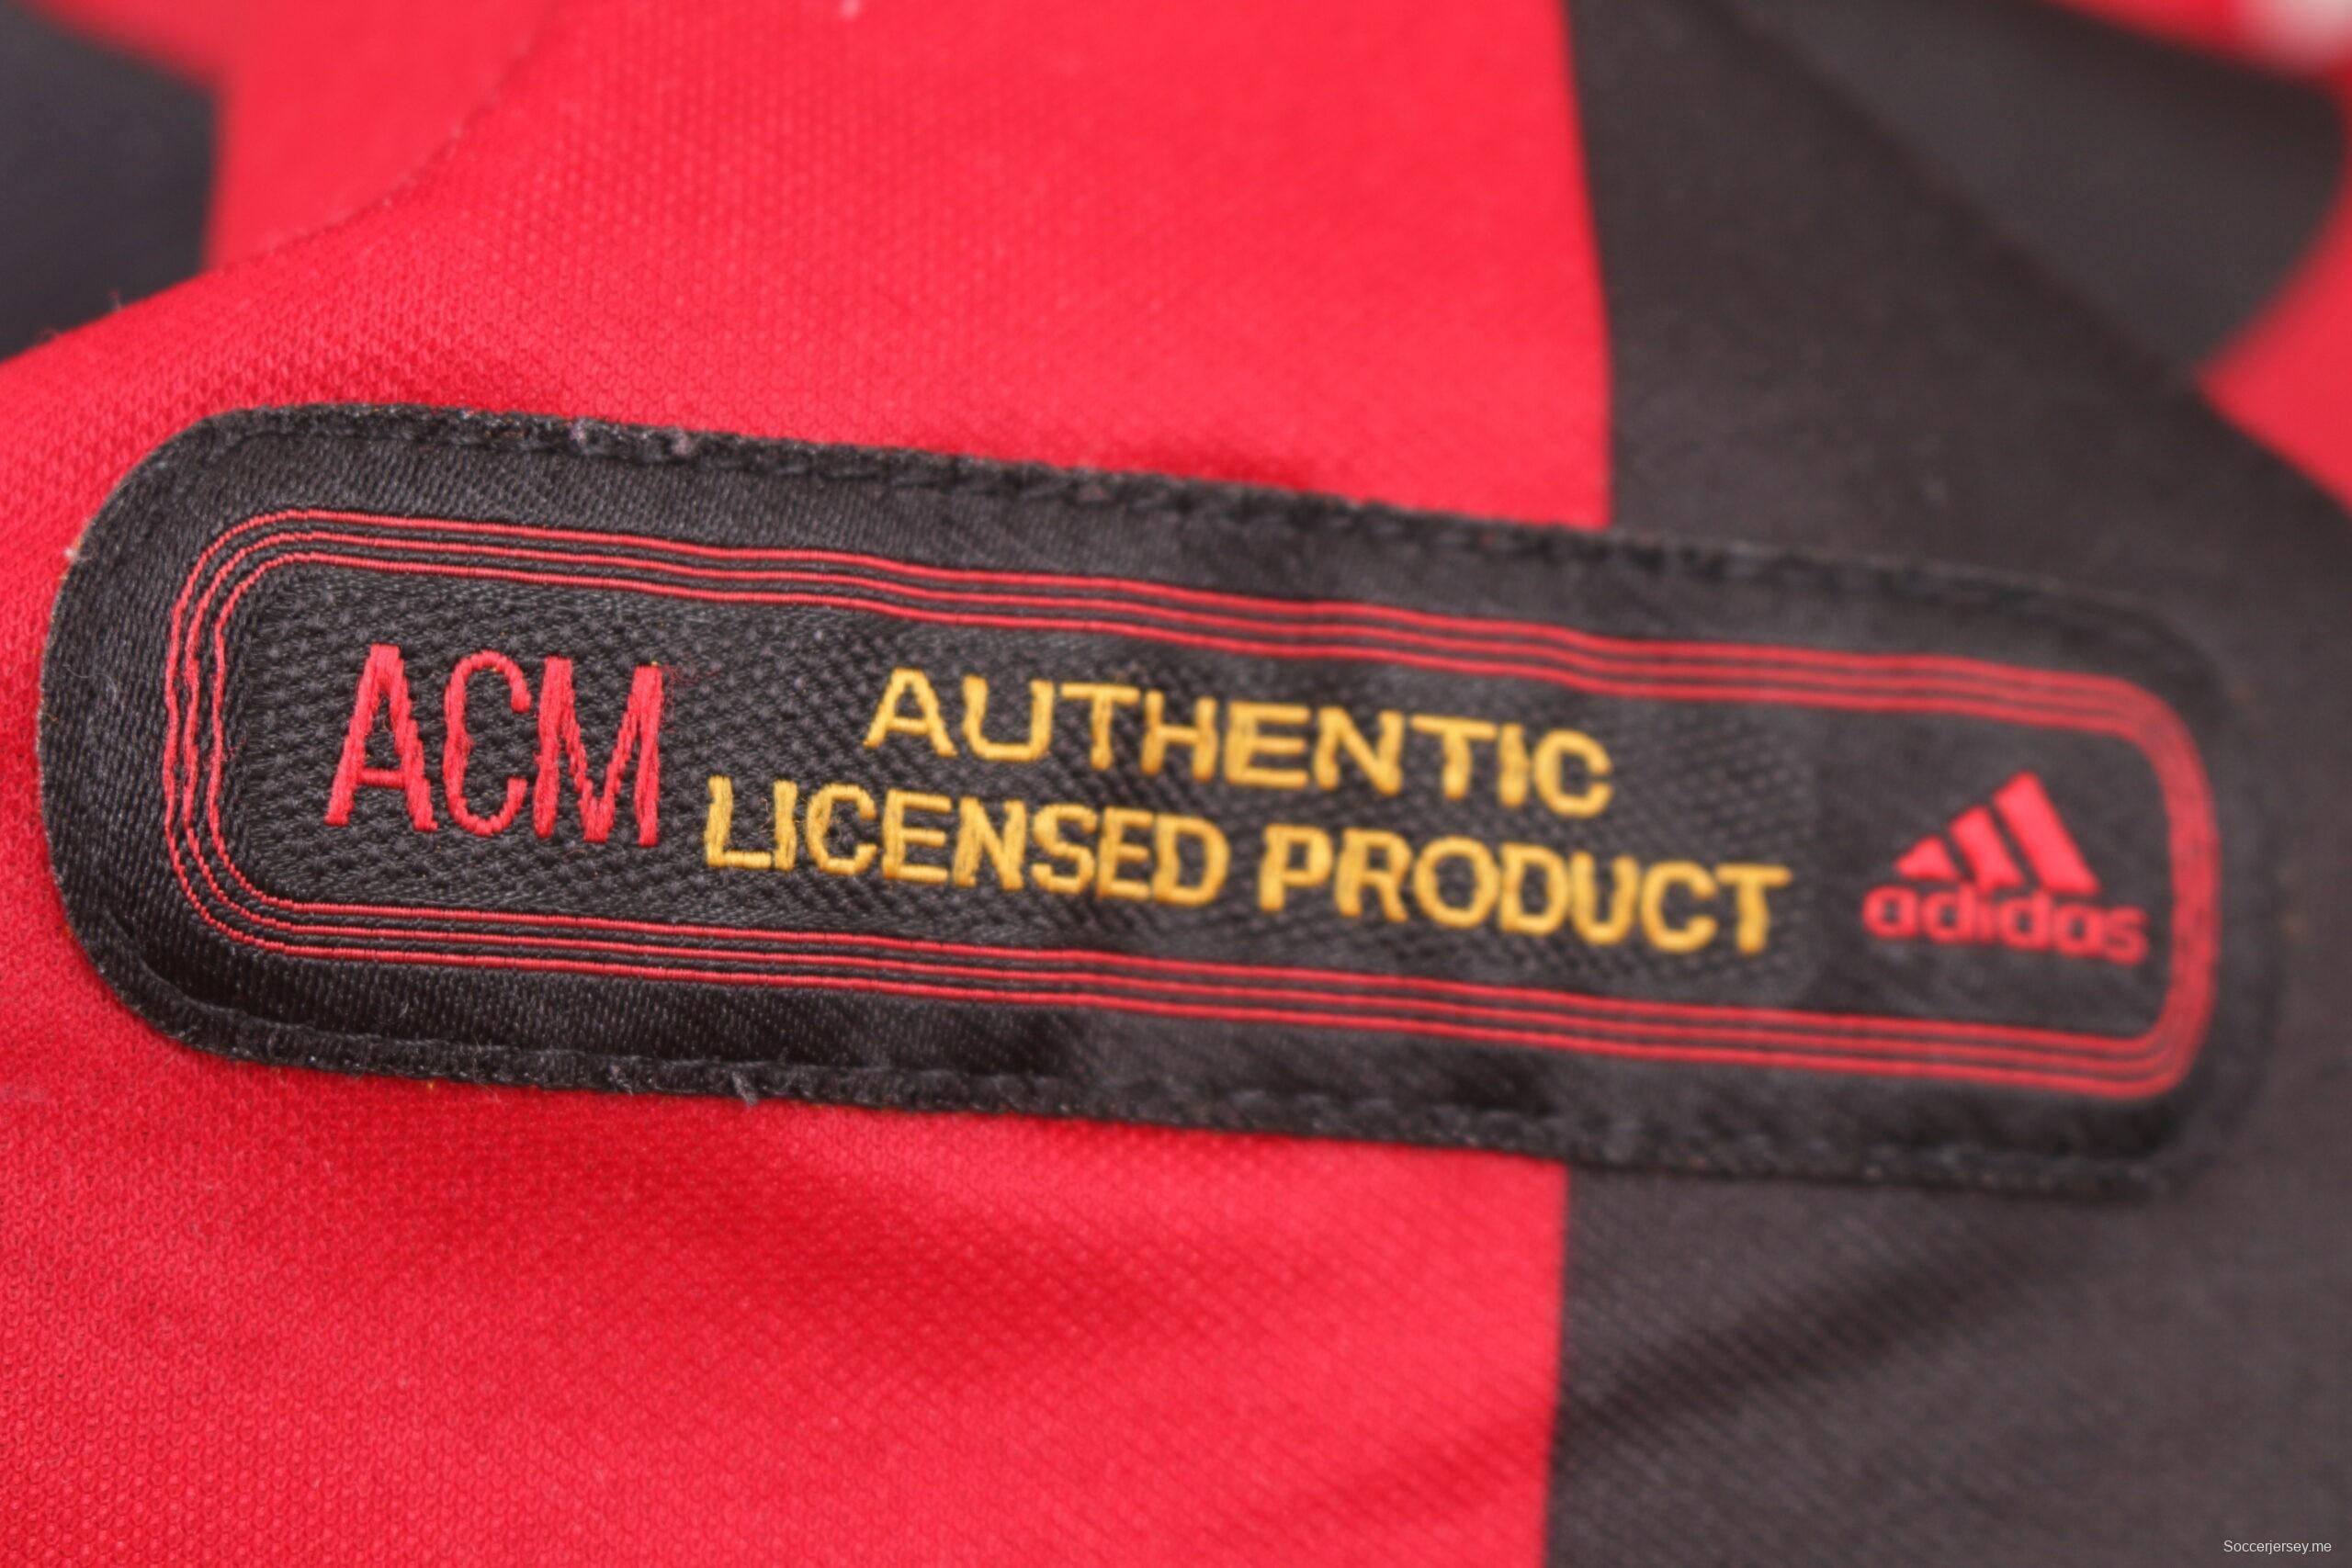 ACM
AUTHENTIC
LICENSED PRODUCT
adidas
Soccerjersey.me